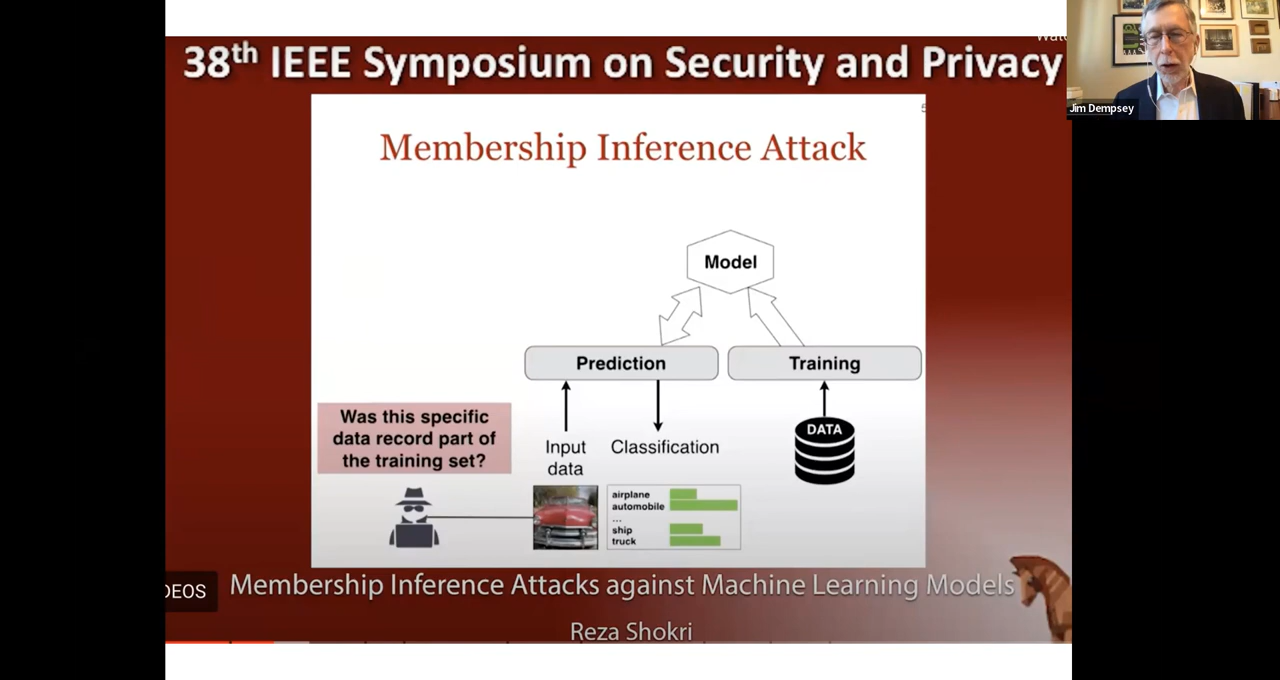 38th IEEE Symposium on Security and Privacy
Jim Dempsey
Membership Inference Attack
Model
Prediction
Training
Was this specific
data record part of
the training set?
Input
data
Classification
DATA
airplane
automobile
...
ship
truck
DEOS
Membership Inference Attacks against Machine Learning Models
Reza Shokri